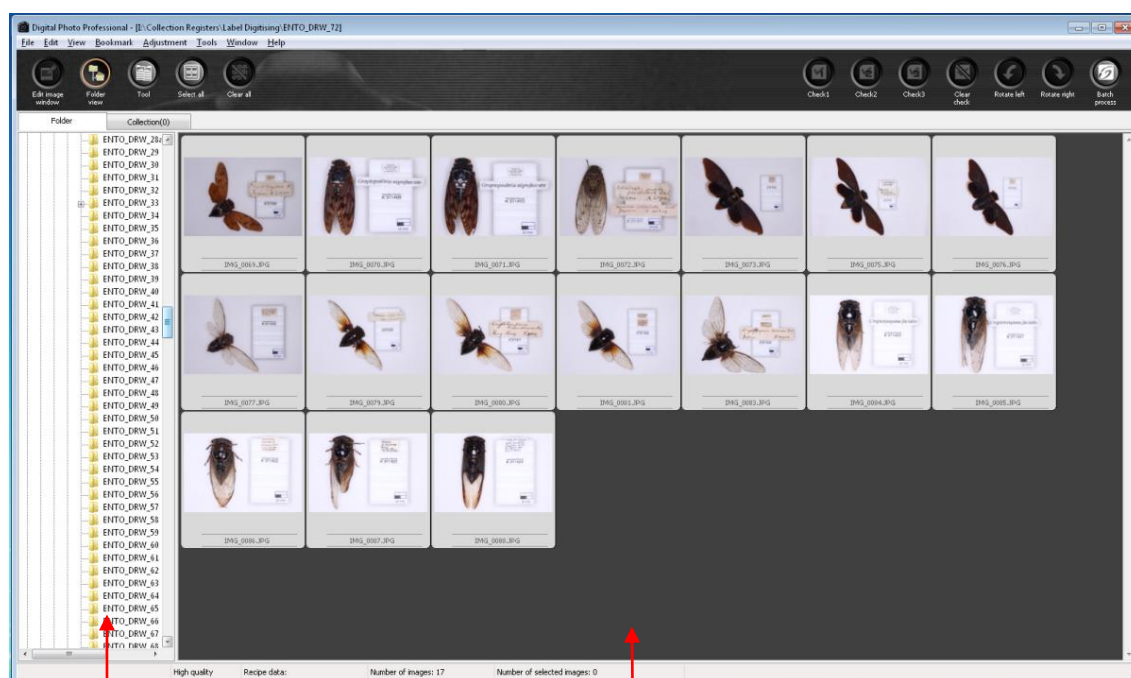 Digital Photo Professional - [I:\Collection Registers\Label Digitising\ENTO_DRW_72]
File Edit View Bookmark Adjustment Tools Window Help
Edit image window
Folder view
Tool
Select all
Clear all
Check1
Check2
Check3
Clear check
Rotate left
Rotate right
Batch process
Folder
Collection(0)
ENTO_DRW_28a
ENTO_DRW_29
ENTO_DRW_30
ENTO_DRW_31
ENTO_DRW_32
ENTO_DRW_33
ENTO_DRW_34
ENTO_DRW_35
ENTO_DRW_36
ENTO_DRW_37
ENTO_DRW_38
ENTO_DRW_39
ENTO_DRW_40
ENTO_DRW_41
ENTO_DRW_42
ENTO_DRW_43
ENTO_DRW_44
ENTO_DRW_45
ENTO_DRW_46
ENTO_DRW_47
ENTO_DRW_48
ENTO_DRW_49
ENTO_DRW_50
ENTO_DRW_51
ENTO_DRW_52
ENTO_DRW_53
ENTO_DRW_54
ENTO_DRW_55
ENTO_DRW_56
ENTO_DRW_57
ENTO_DRW_58
ENTO_DRW_59
ENTO_DRW_60
ENTO_DRW_61
ENTO_DRW_62
ENTO_DRW_63
ENTO_DRW_64
ENTO_DRW_65
ENTO_DRW_66
ENTO_DRW_67
ENTO_DRW_68
IMG_0069.JPG
IMG_0070.JPG
IMG_0071.JPG
IMG_0072.JPG
IMG_0073.JPG
IMG_0075.JPG
IMG_0076.JPG
IMG_0077.JPG
IMG_0079.JPG
IMG_0080.JPG
IMG_0081.JPG
IMG_0083.JPG
IMG_0084.JPG
IMG_0085.JPG
IMG_0086.JPG
IMG_0087.JPG
IMG_0088.JPG
High quality
Recipe data:
Number of images: 17
Number of selected images: 0